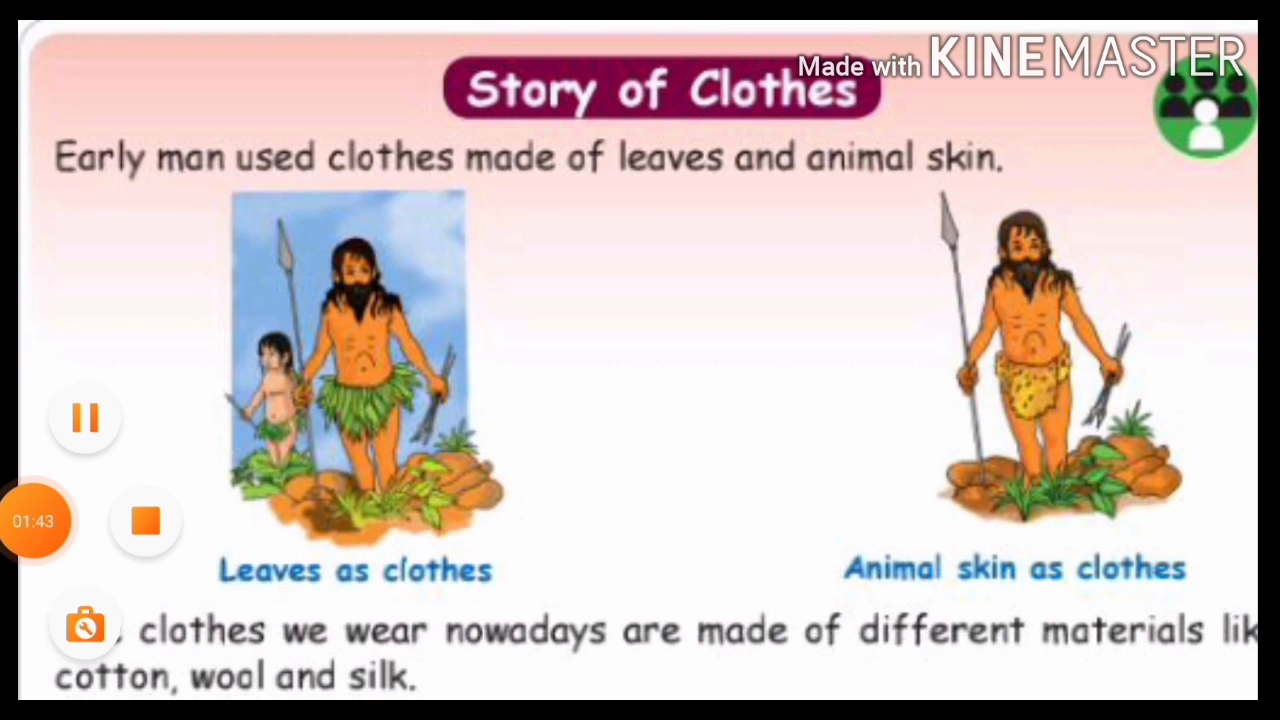 Made with KINEMASTER
Story of Clothes
Early man used clothes made of leaves and animal skin.
Leaves as clothes
Animal skin as clothes
01:43
clothes we wear nowadays are made of different materials lik
cotton, wool and silk.